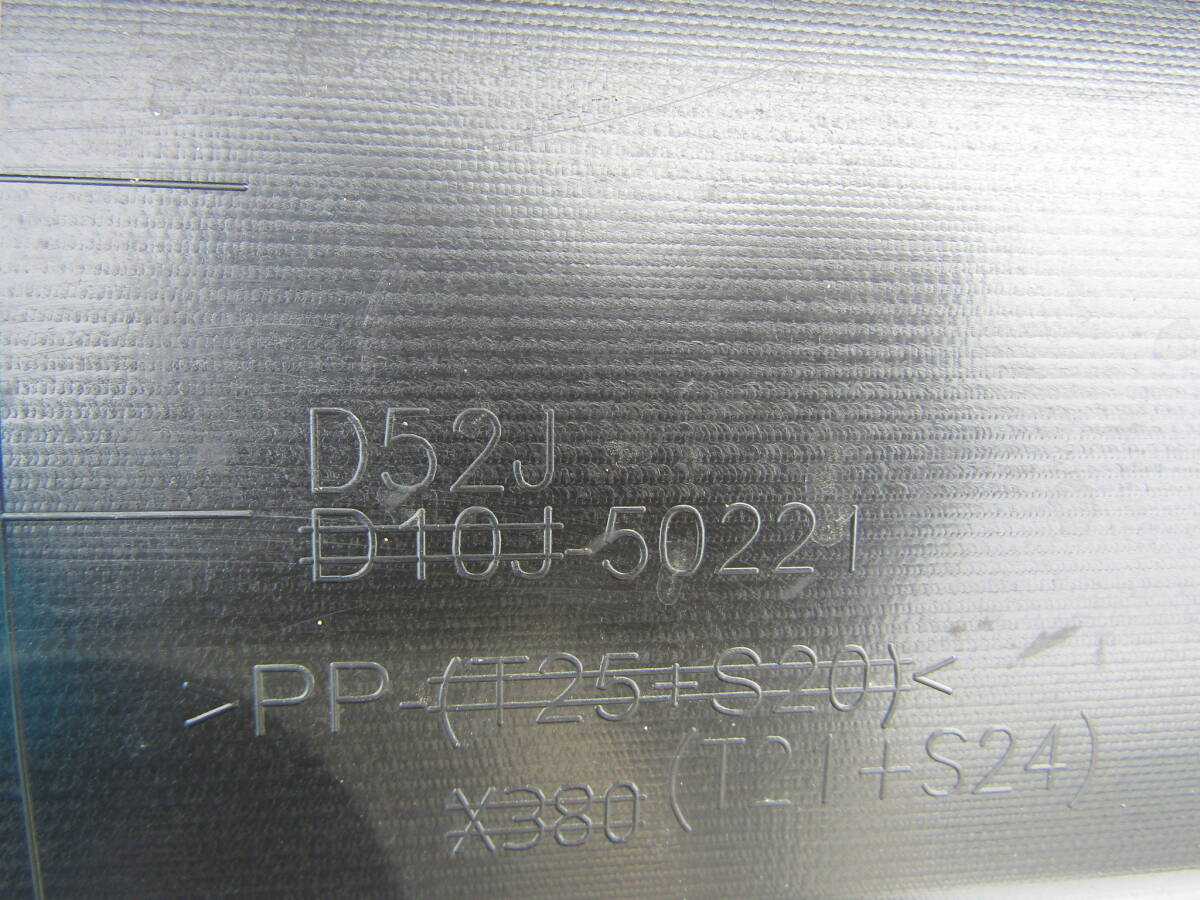 D52J
D10J-50221
>PP-(T25+S20)<
(T21+S24)
X380